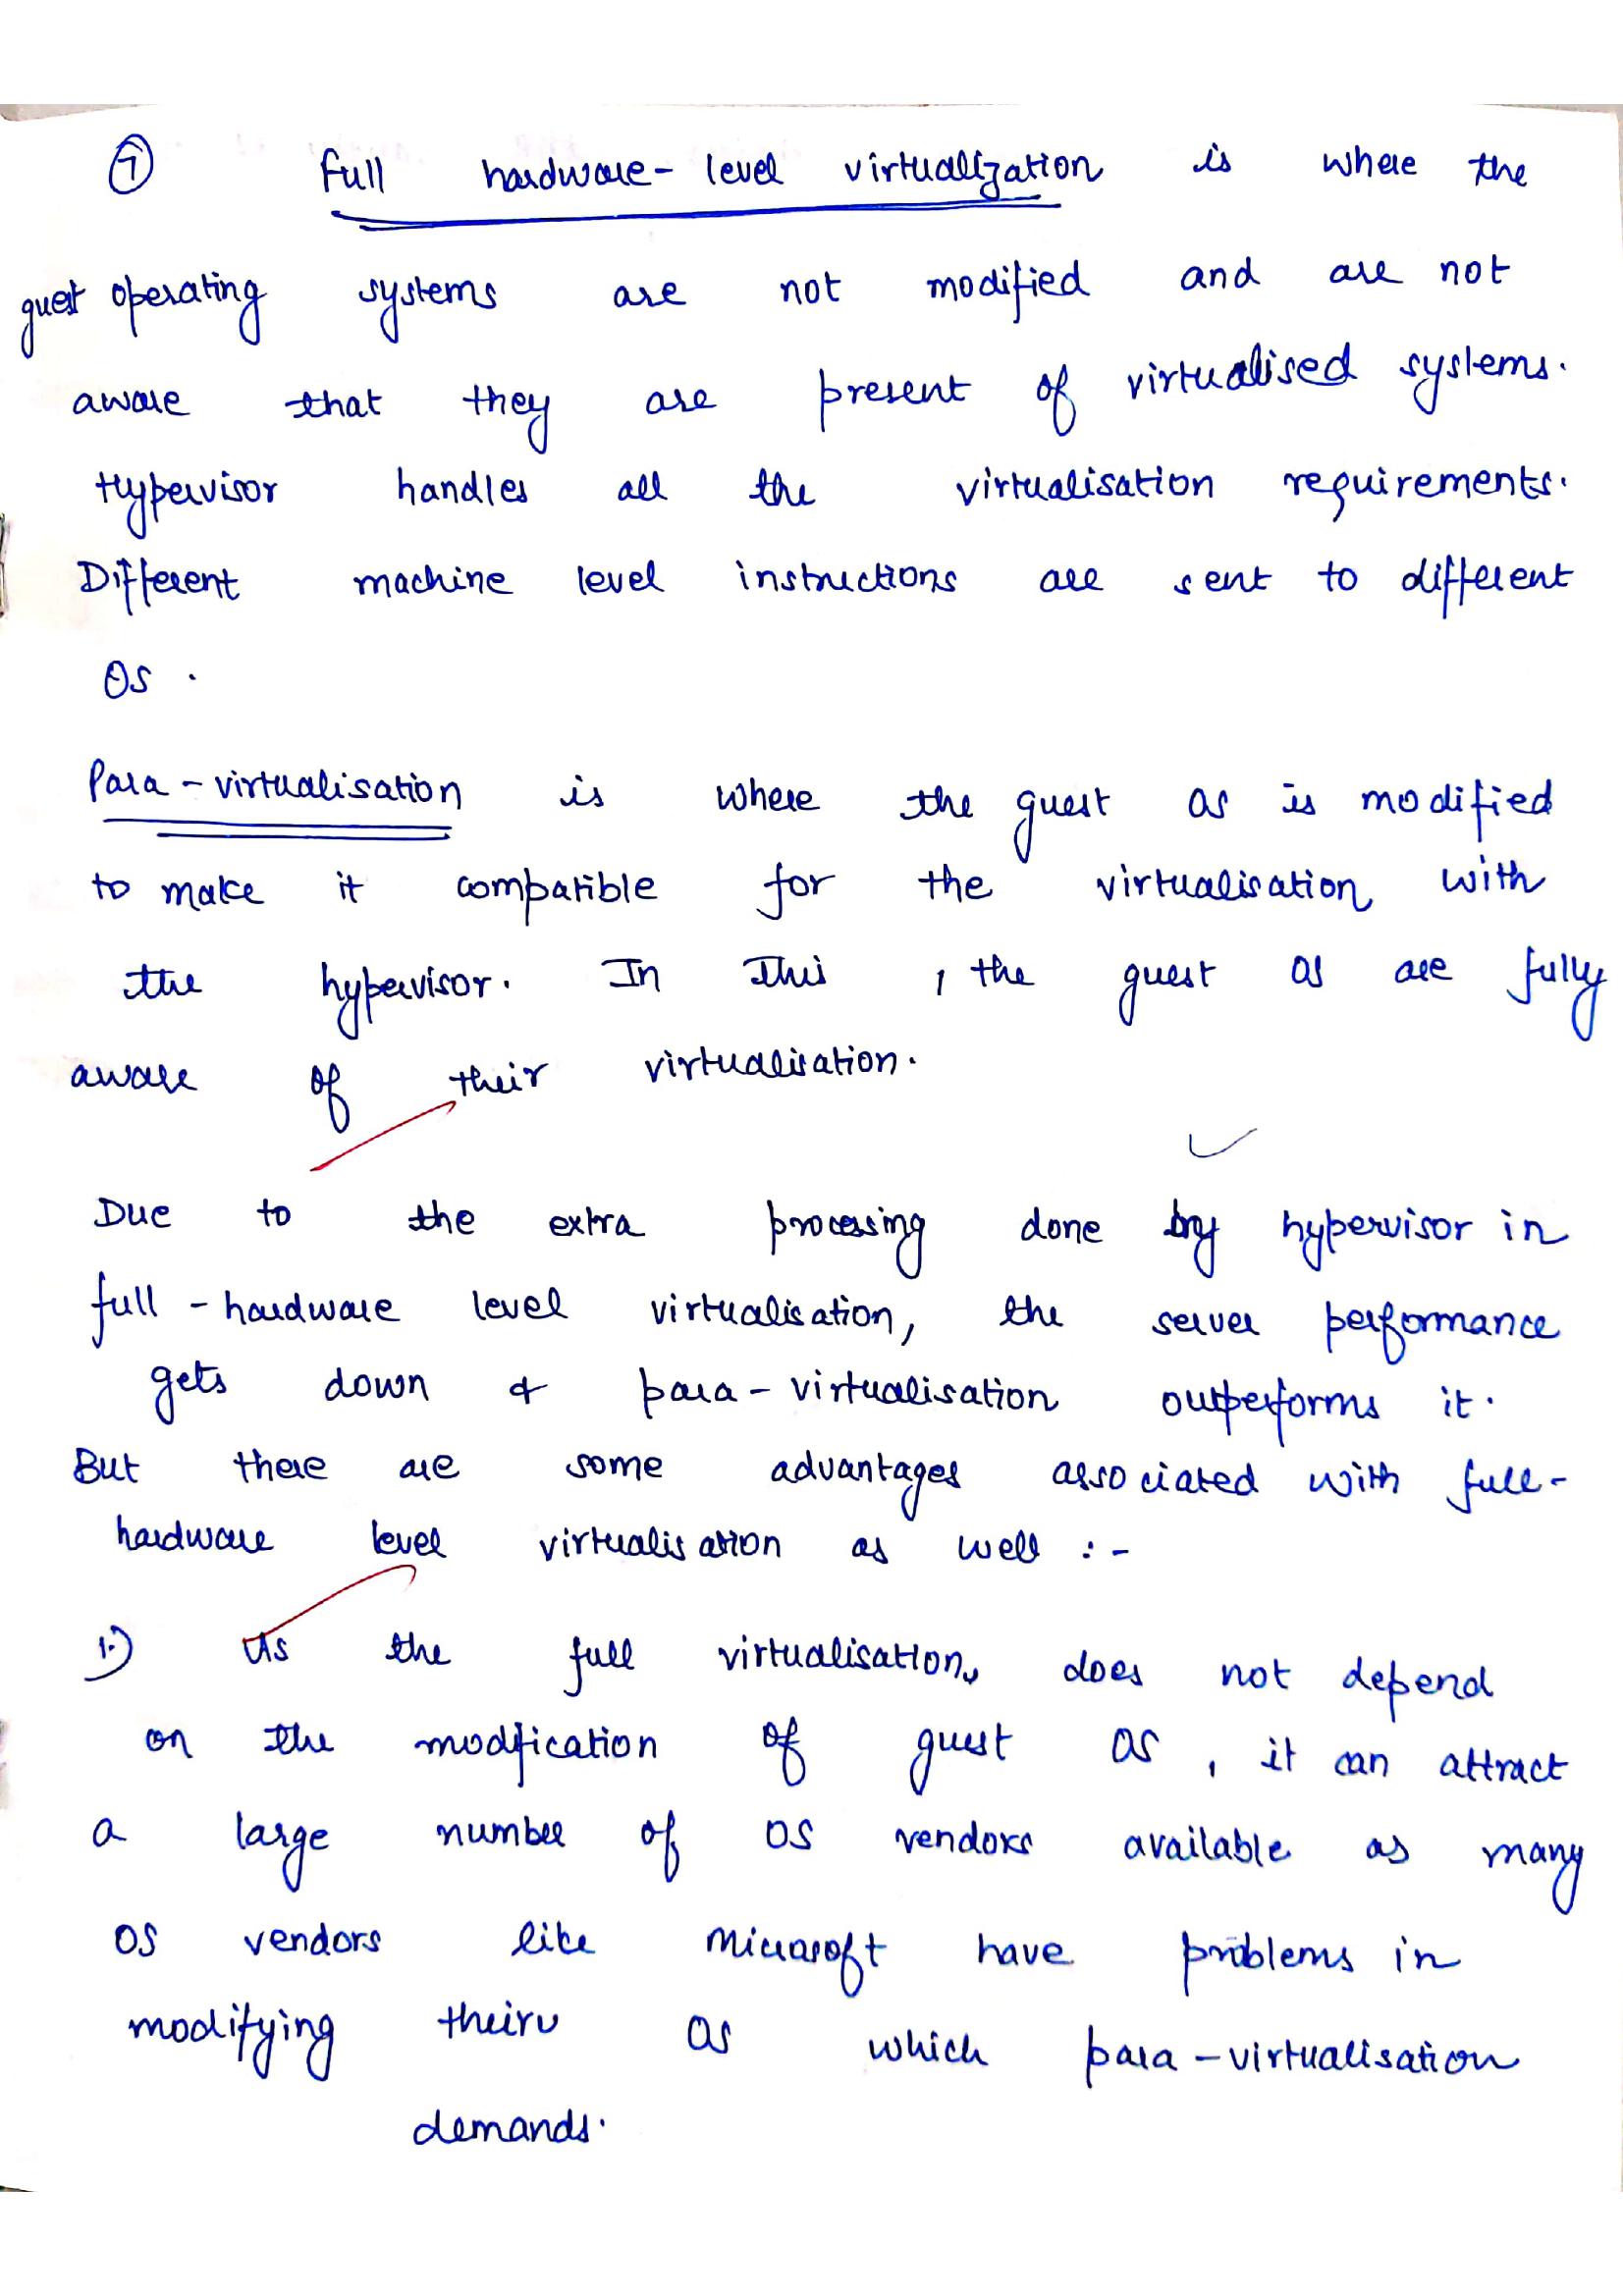 7 Full hardware-level virtualization is where the
guest operating systems are not modified and are not
aware that they are present of virtualised systems.
Hypervisor handles all the virtualisation requirements.
Different machine level instructions are sent to different
OS.
Para-virtualisation is where the guest OS is modified
to make it compatible for the virtualisation with
the hypervisor. In This, the guest OS are fully
aware of their virtualisation.
Due to the extra processing done by hypervisor in
full-hardware level virtualisation, the server performance
gets down & para-virtualisation outperforms it.
But there are some advantages associated with full-
hardware level virtualisation as well :-
1.) As the full virtualisation, does not depend
on the modification of guest OS, it can attract
a large number of OS vendors available as many
OS vendors like Microsoft have problems in
modifying their OS which para-virtualisation
demands.